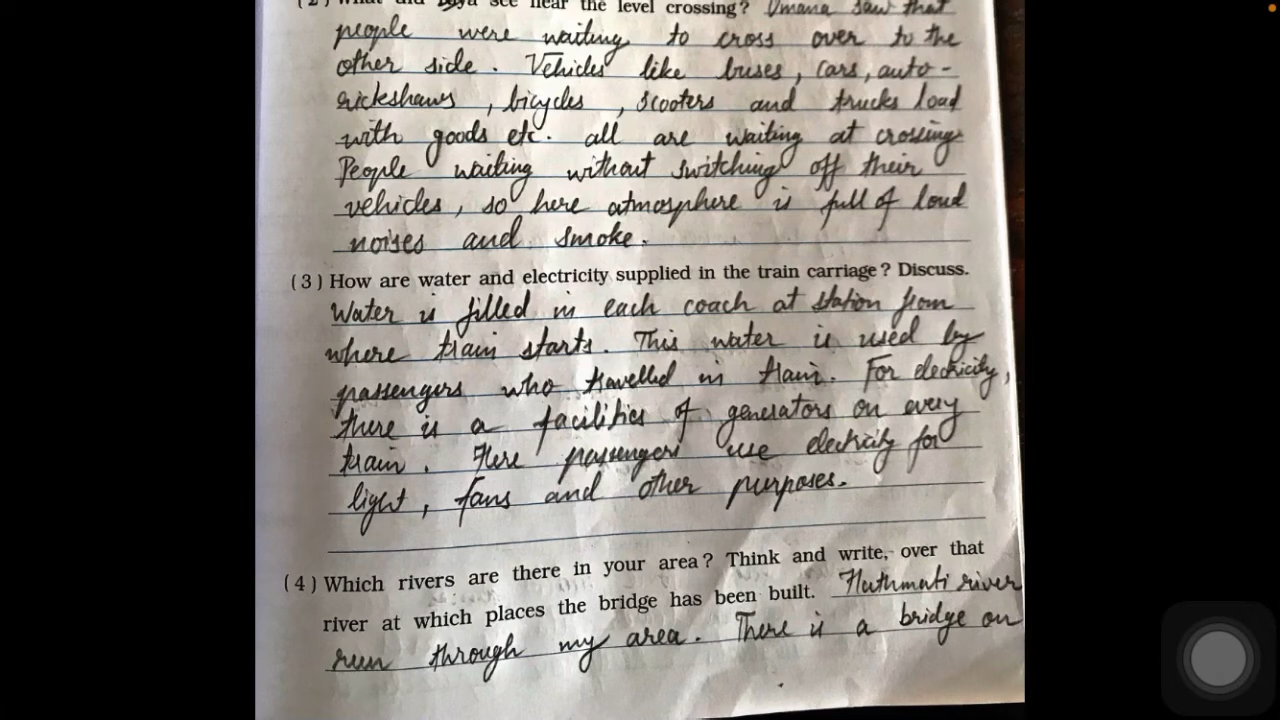 (2) What did see near the level crossing? Umana saw that
people were waiting to cross over to the
other side. Vehicles like buses, cars, auto-
rickshaws, bicycles, scooters and trucks load
with goods etc. all are waiting at crossing.
People waiting without switching off their
vehicles, so here atmosphere is full of loud
noises and smoke.
(3) How are water and electricity supplied in the train carriage? Discuss.
Water is filled in each coach at station from
where train starts. This water is used by
passengers who travelled in train. For electricity,
there is a facilities of generators on every
train. Here passengers use electricity for
light, fans and other purposes.
(4) Which rivers are there in your area? Think and write, over that
river at which places the bridge has been built. Hathmati river
run through my area. There is a bridge on